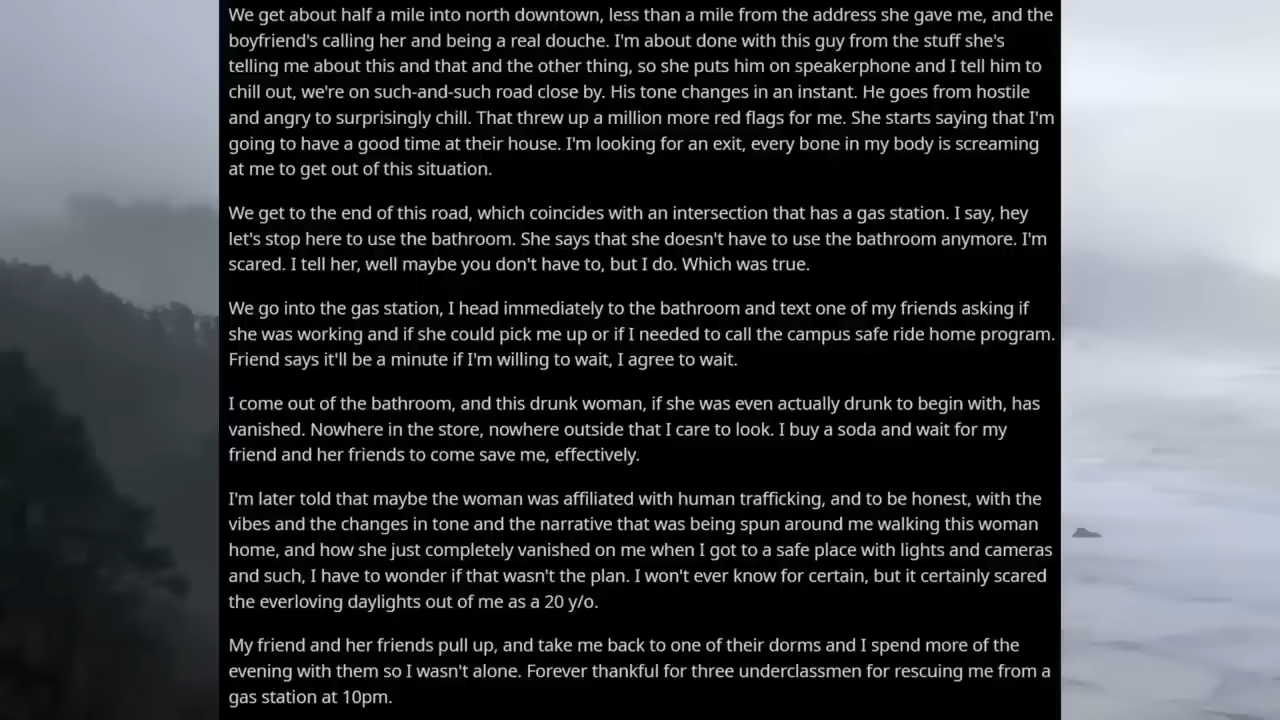 We get about half a mile into north downtown, less than a mile from the address she gave me, and the
boyfriend's calling her and being a real douche. I'm about done with this guy from the stuff she's
telling me about this and that and the other thing, so she puts him on speakerphone and I tell him to
chill out, we're on such-and-such road close by. His tone changes in an instant. He goes from hostile
and angry to surprisingly chill. That threw up a million more red flags for me. She starts saying that I'm
going to have a good time at their house. I'm looking for an exit, every bone in my body is screaming
at me to get out of this situation.
We get to the end of this road, which coincides with an intersection that has a gas station. I say, hey
let's stop here to use the bathroom. She says that she doesn't have to use the bathroom anymore. I'm
scared. I tell her, well maybe you don't have to, but I do. Which was true.
We go into the gas station, I head immediately to the bathroom and text one of my friends asking if
she was working and if she could pick me up or if I needed to call the campus safe ride home program.
Friend says it'll be a minute if I'm willing to wait, I agree to wait.
I come out of the bathroom, and this drunk woman, if she was even actually drunk to begin with, has
vanished. Nowhere in the store, nowhere outside that I care to look. I buy a soda and wait for my
friend and her friends to come save me, effectively.
I'm later told that maybe the woman was affiliated with human trafficking, and to be honest, with the
vibes and the changes in tone and the narrative that was being spun around me walking this woman
home, and how she just completely vanished on me when I got to a safe place with lights and cameras
and such, I have to wonder if that wasn't the plan. I won't ever know for certain, but it certainly scared
the everloving daylights out of me as a 20 y/o.
My friend and her friends pull up, and take me back to one of their dorms and I spend more of the
evening with them so I wasn't alone. Forever thankful for three underclassmen for rescuing me from a
gas station at 10pm.